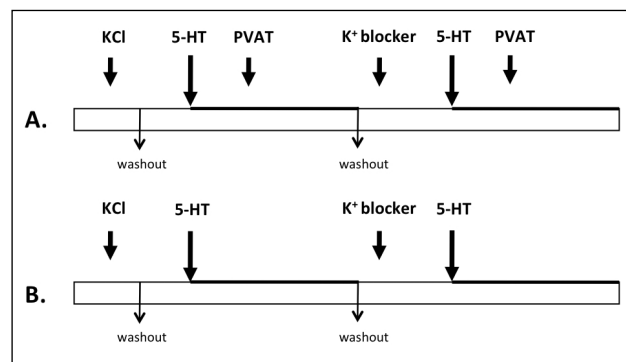 KCl 5-HT PVAT K⁺ blocker 5-HT PVAT
A.
washout washout
KCl 5-HT K⁺ blocker 5-HT
B.
washout washout